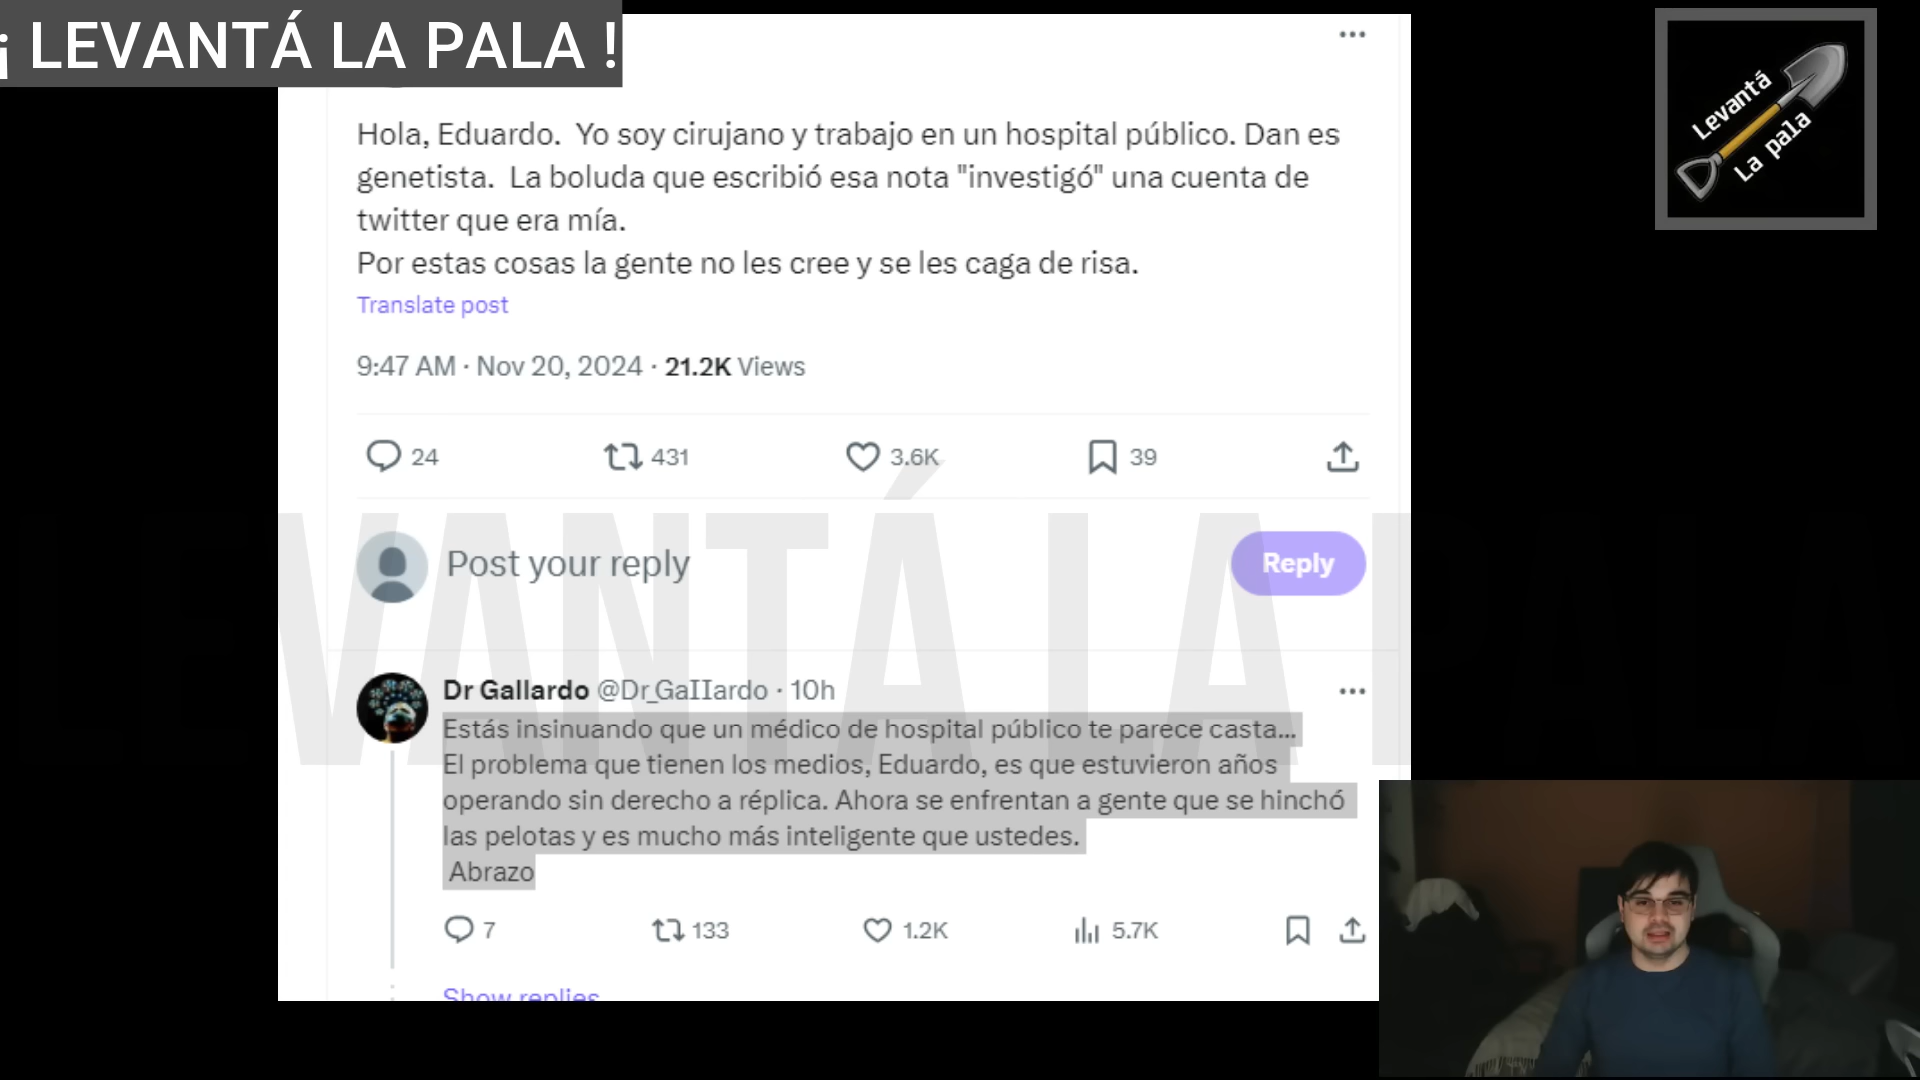 ¡ LEVANTÁ LA PALA !
Levantá
La pala
Hola, Eduardo. Yo soy cirujano y trabajo en un hospital público. Dan es
genetista. La boluda que escribió esa nota "investigó" una cuenta de
twitter que era mía.
Por estas cosas la gente no les cree y se les caga de risa.
Translate post
9:47 AM · Nov 20, 2024 · 21.2K Views
24 431 3.6K 39
LEVANTÁ LA PALA
Post your reply
Reply
Dr Gallardo @Dr_GaIIardo · 10h
Estás insinuando que un médico de hospital público te parece casta...
El problema que tienen los medios, Eduardo, es que estuvieron años
operando sin derecho a réplica. Ahora se enfrentan a gente que se hinchó
las pelotas y es mucho más inteligente que ustedes.
Abrazo
7 133 1.2K 5.7K
Show replies